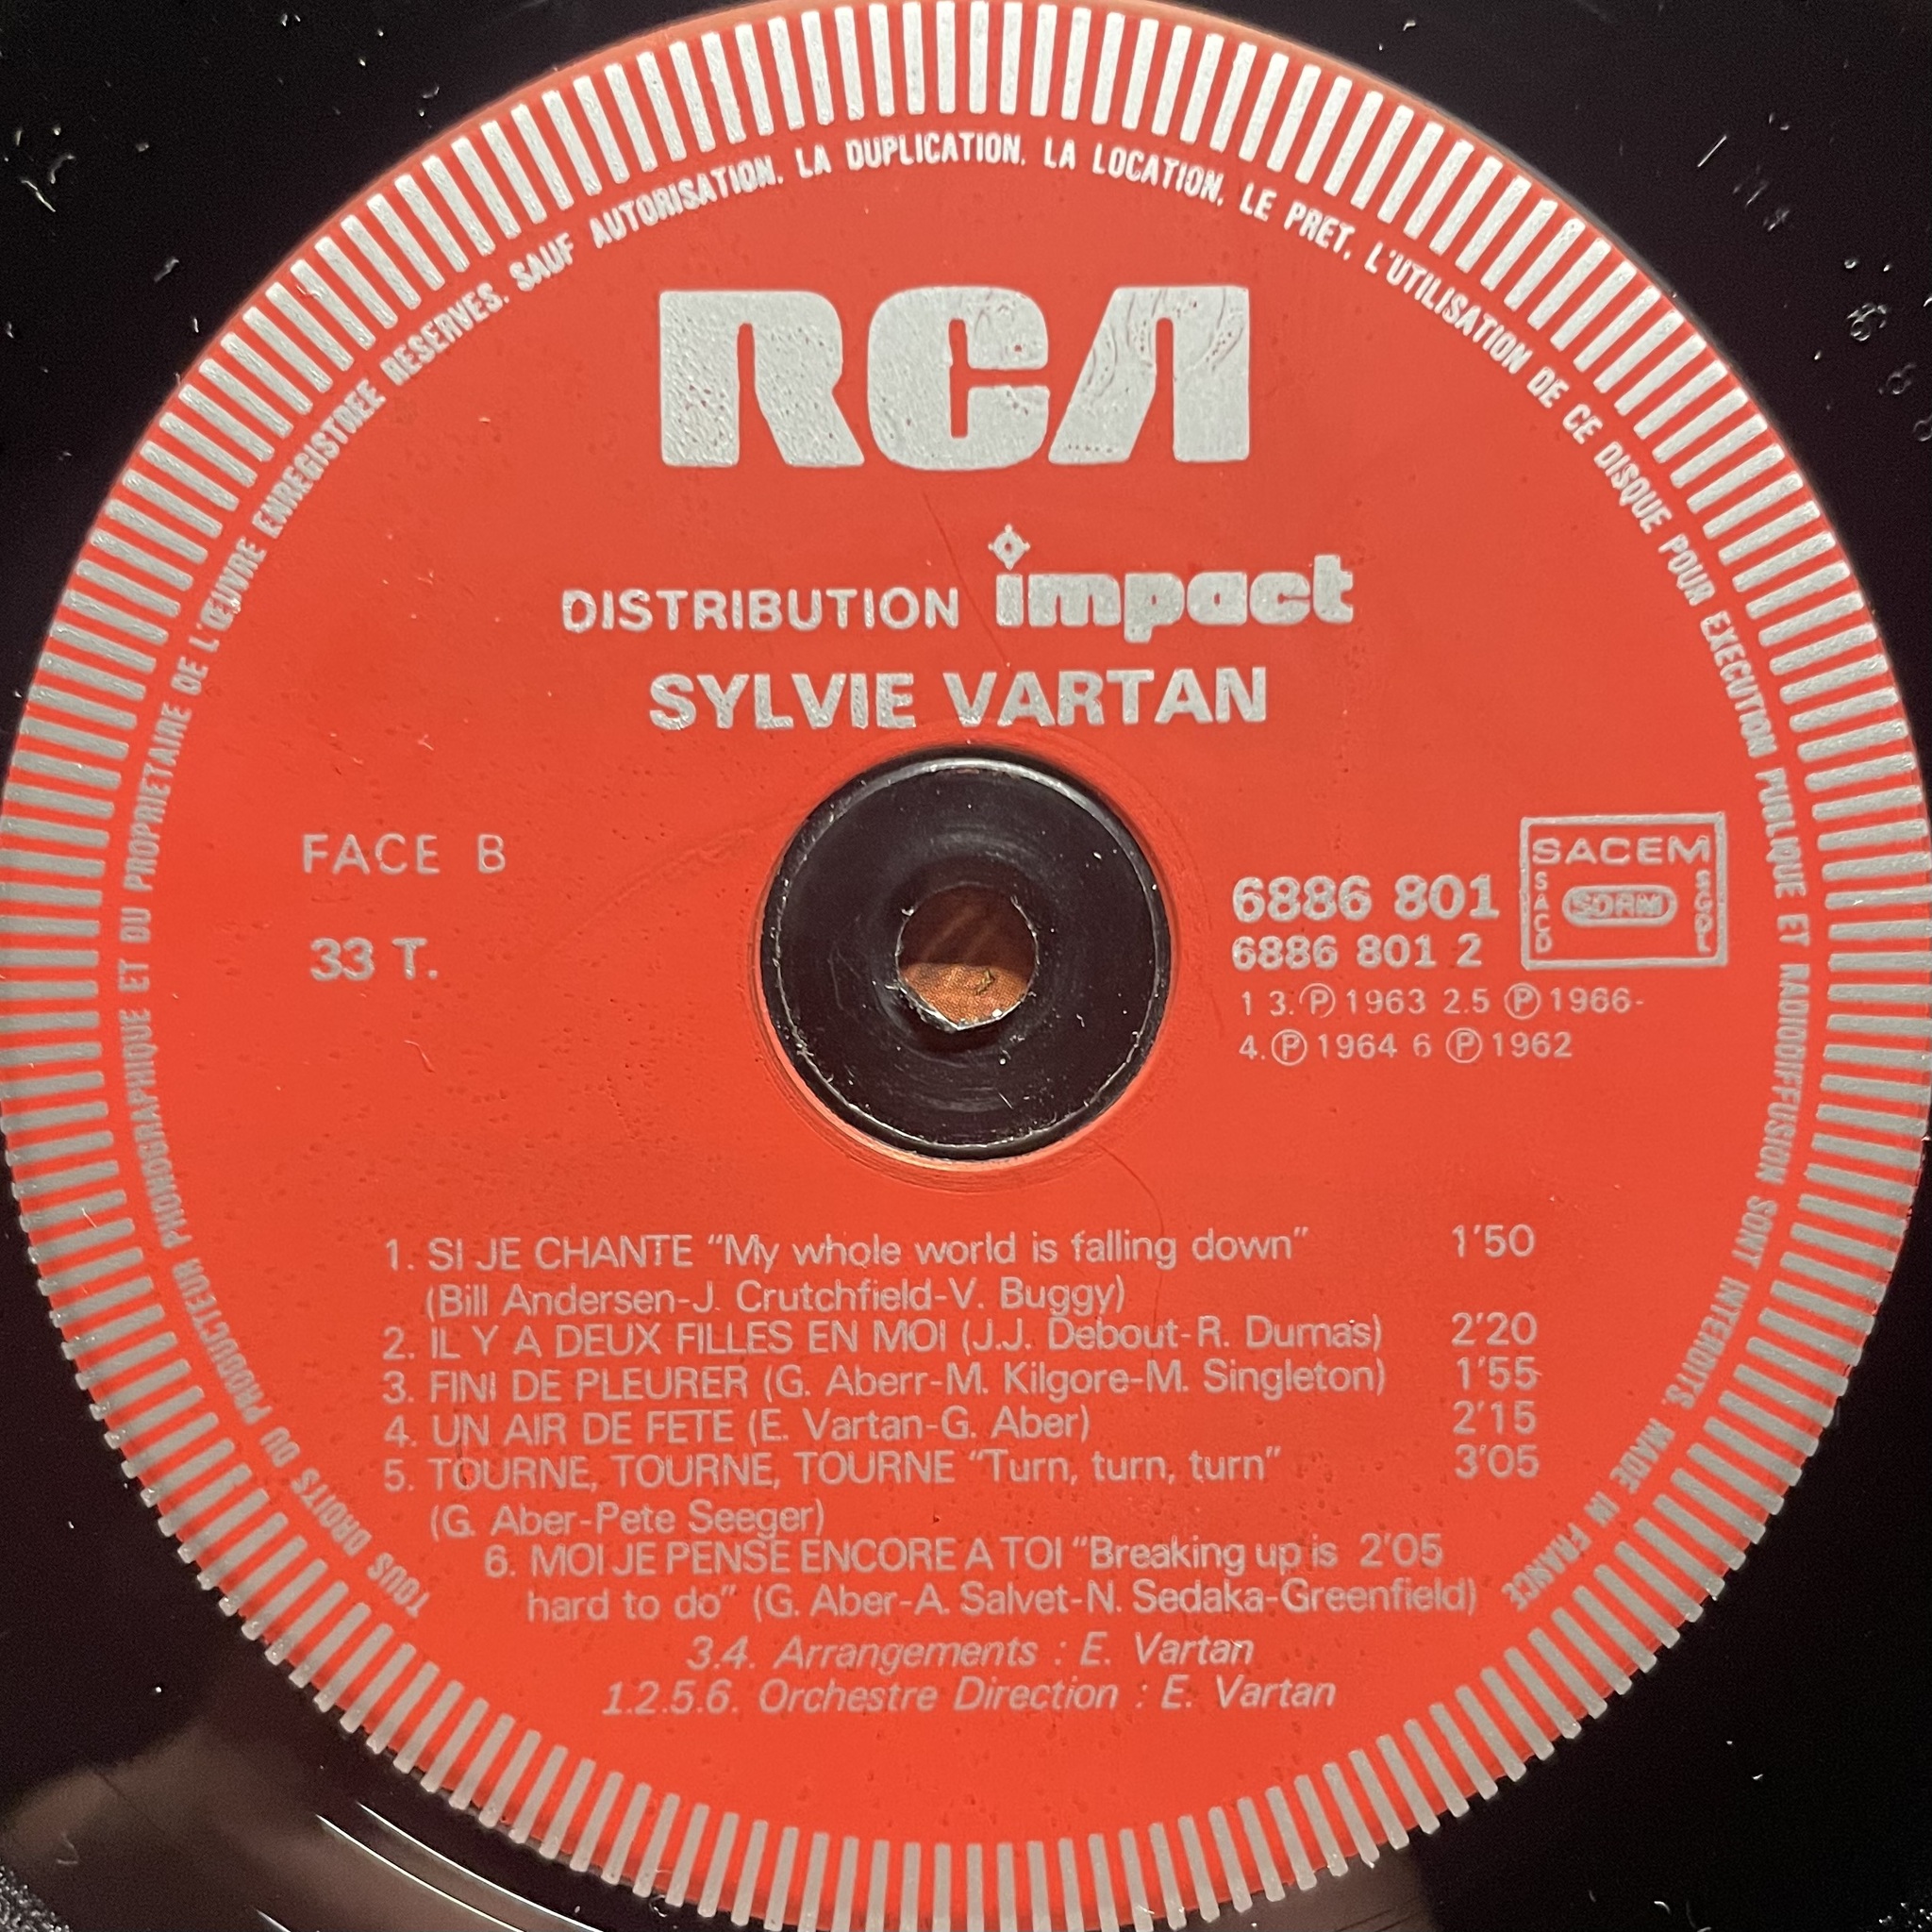 TOUS DROITS DU PRODUCTEUR PHONOGRAPHIQUE ET DU PROPRIETAIRE DE L'ŒUVRE ENREGISTREE RESERVES. SAUF AUTORISATION. LA DUPLICATION. LA LOCATION. LE PRET. L'UTILISATION DE CE DISQUE POUR EXECUTION PUBLIQUE ET RADIODIFFUSION SONT INTERDITS. MADE IN FRANCE
RCA
DISTRIBUTION impact
SYLVIE VARTAN
FACE B
33 T.
6886 801
6886 801 2
SACEM
SACD
SDRM
SGDL
1 3.Ⓟ1963 2.5 Ⓟ1966-
4.Ⓟ1964 6 Ⓟ1962
1. SI JE CHANTE "My whole world is falling down" 1'50
(Bill Andersen-J. Crutchfield-V. Buggy)
2. IL Y A DEUX FILLES EN MOI (J.J. Debout-R. Dumas) 2'20
3. FINI DE PLEURER (G. Aberr-M. Kilgore-M. Singleton) 1'55
4. UN AIR DE FETE (E. Vartan-G. Aber) 2'15
5. TOURNE, TOURNE, TOURNE "Turn, turn, turn" 3'05
(G. Aber-Pete Seeger)
6. MOI JE PENSE ENCORE A TOI "Breaking up is 2'05
hard to do" (G. Aber-A. Salvet-N. Sedaka-Greenfield)
3.4. Arrangements : E. Vartan
1.2.5.6. Orchestre Direction : E. Vartan